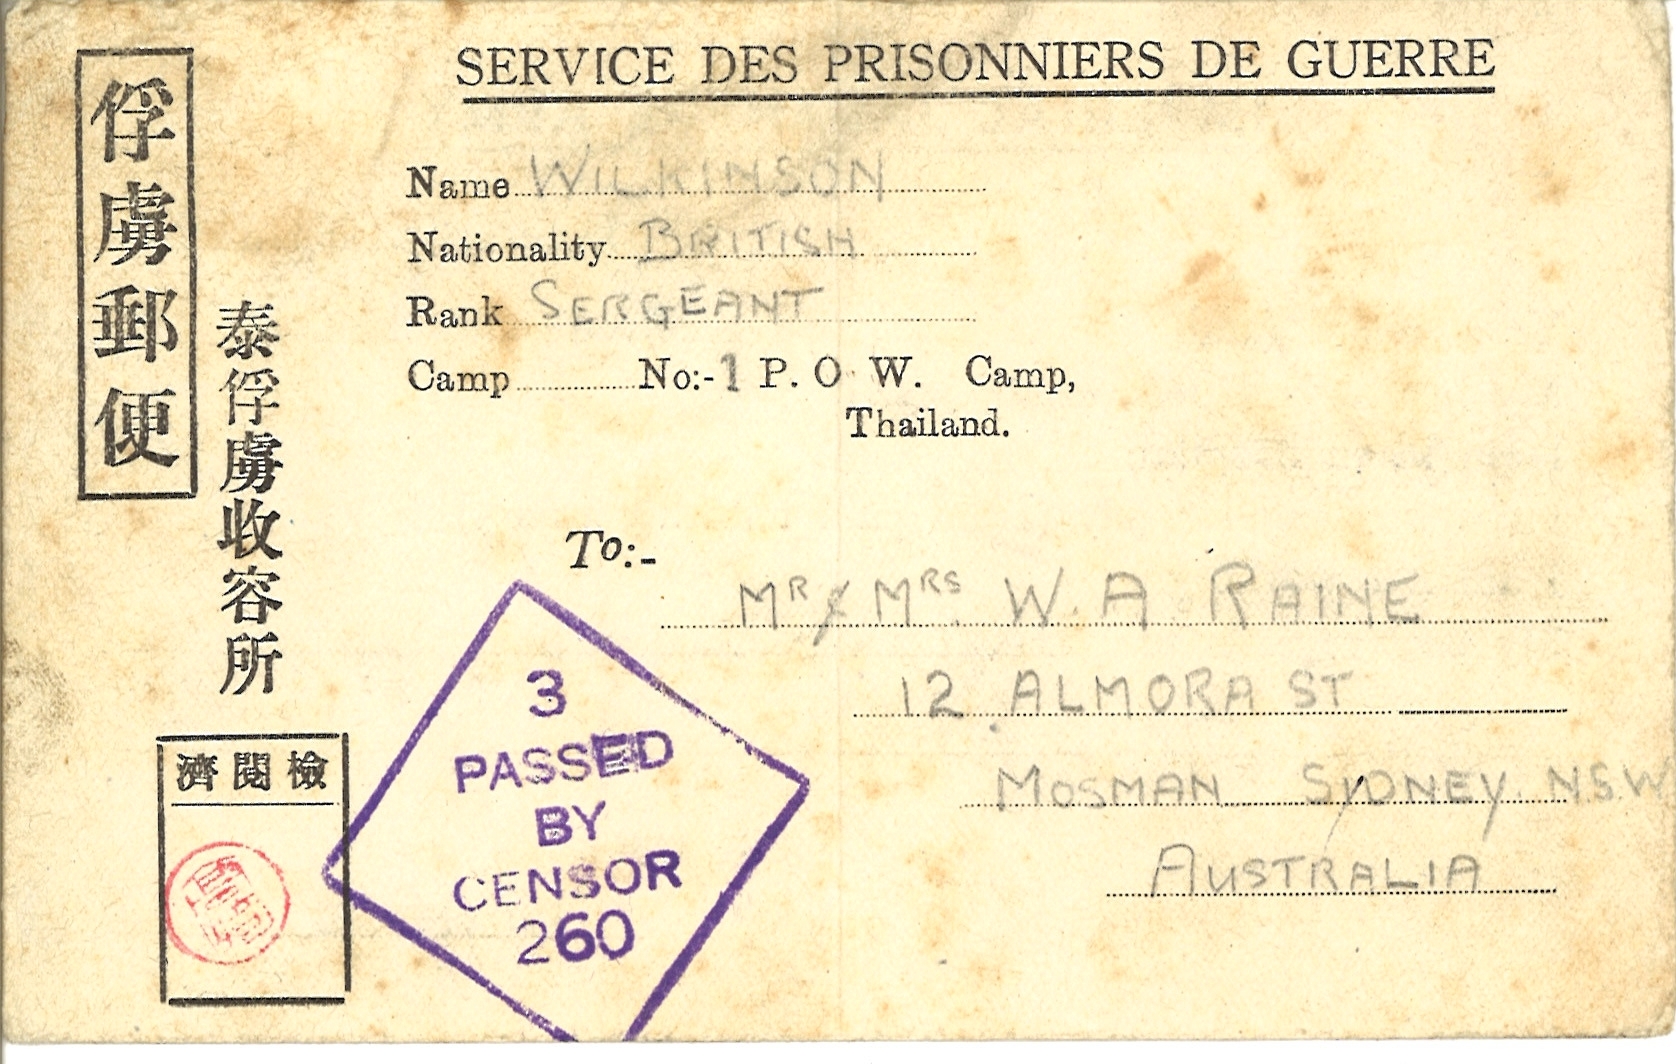 SERVICE DES PRISONNIERS DE GUERRE
俘虜郵便
泰俘虜收容所
Name WILKINSON
Nationality BRITISH
Rank SERGEANT
Camp No:-1 P. O W. Camp,
Thailand.
To:-
MR & MRS W. A RAINE
12 ALMORA ST
MOSMAN SYDNEY. NSW
AUSTRALIA
濟閱檢
3
PASSED
BY
CENSOR
260